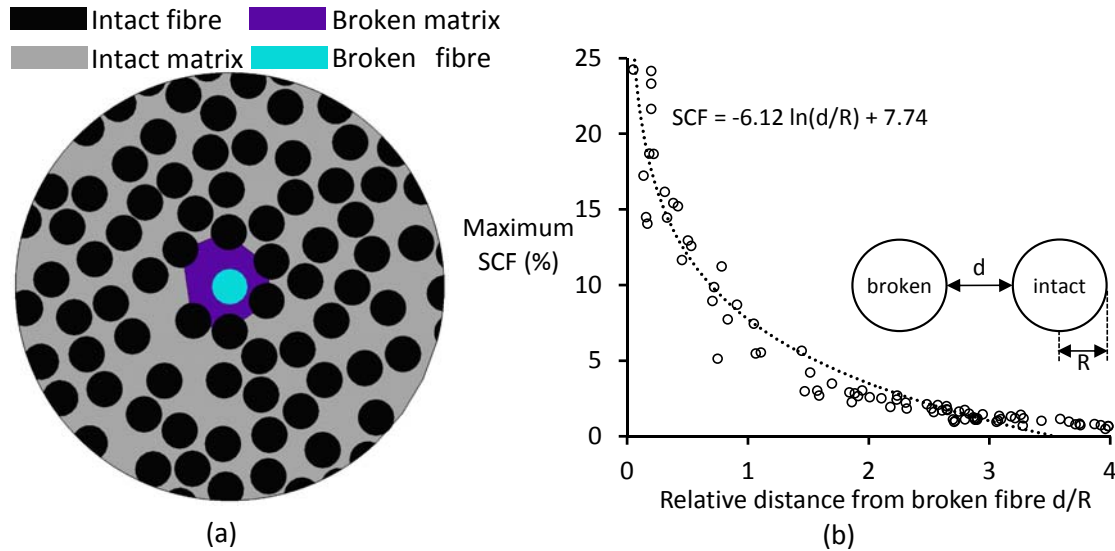 Intact fibre Broken matrix
Intact matrix Broken fibre
(a)
25
20
15
10
5
0
Maximum
SCF (%)
SCF = -6.12 ln(d/R) + 7.74
broken d intact
R
0 1 2 3 4
Relative distance from broken fibre d/R
(b)